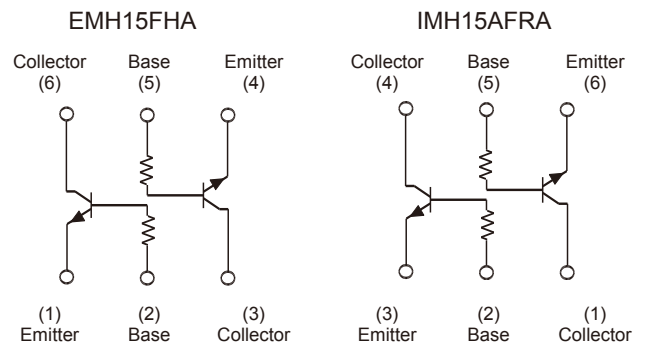 EMH15FHA
Collector Base Emitter
(6) (5) (4)
(1) (2) (3)
Emitter Base Collector
IMH15AFRA
Collector Base Emitter
(4) (5) (6)
(3) (2) (1)
Emitter Base Collector